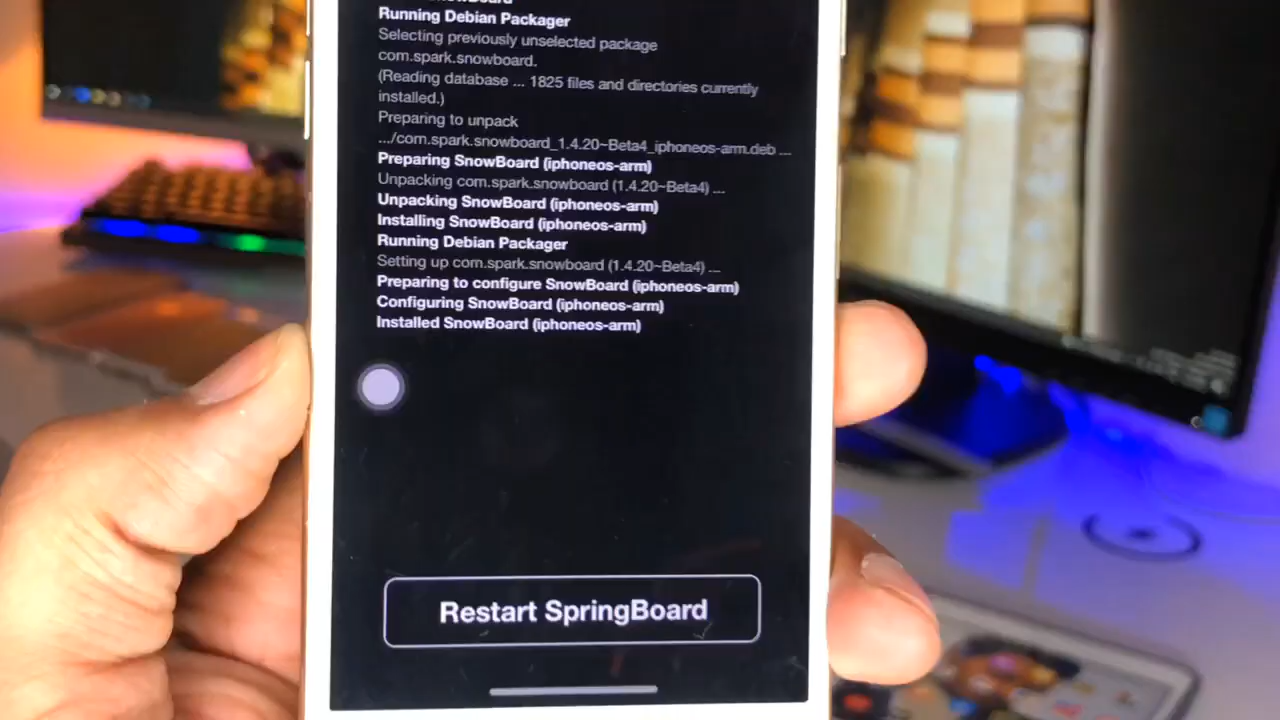 SnowBoard
Running Debian Packager
Selecting previously unselected package
com.spark.snowboard.
(Reading database ... 1825 files and directories currently
installed.)
Preparing to unpack
.../com.spark.snowboard_1.4.20~Beta4_iphoneos-arm.deb ...
Preparing SnowBoard (iphoneos-arm)
Unpacking com.spark.snowboard (1.4.20~Beta4) ...
Unpacking SnowBoard (iphoneos-arm)
Installing SnowBoard (iphoneos-arm)
Running Debian Packager
Setting up com.spark.snowboard (1.4.20~Beta4) ...
Preparing to configure SnowBoard (iphoneos-arm)
Configuring SnowBoard (iphoneos-arm)
Installed SnowBoard (iphoneos-arm)
Restart SpringBoard